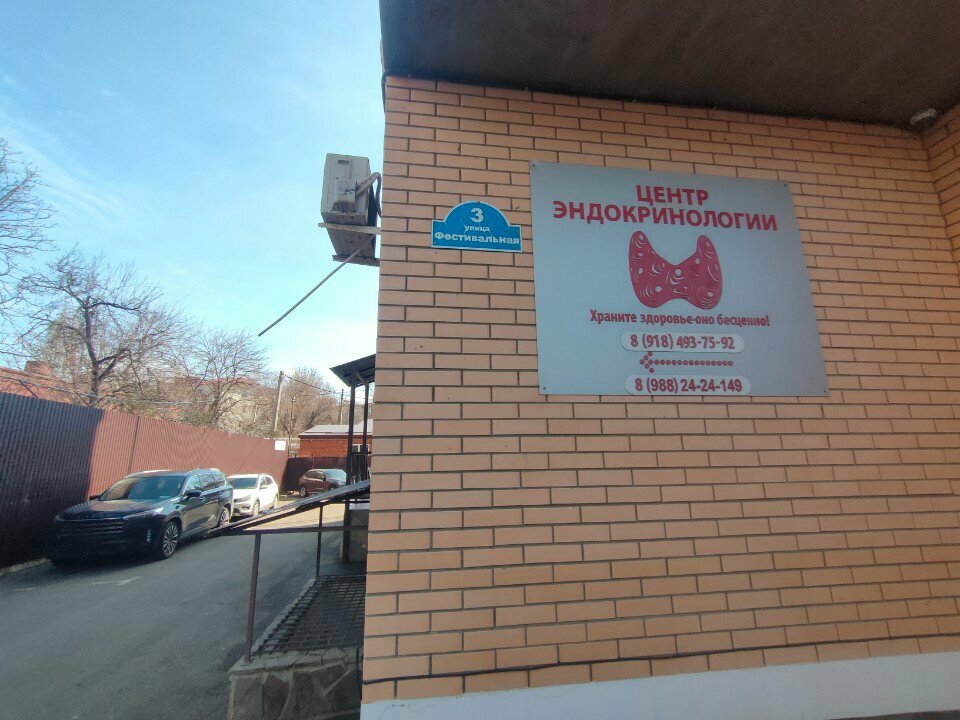 3
улица
Фестивальная
ЦЕНТР
ЭНДОКРИНОЛОГИИ
Храните здоровье-оно бесценно!
8 (918) 493-75-92
8 (988) 24-24-149